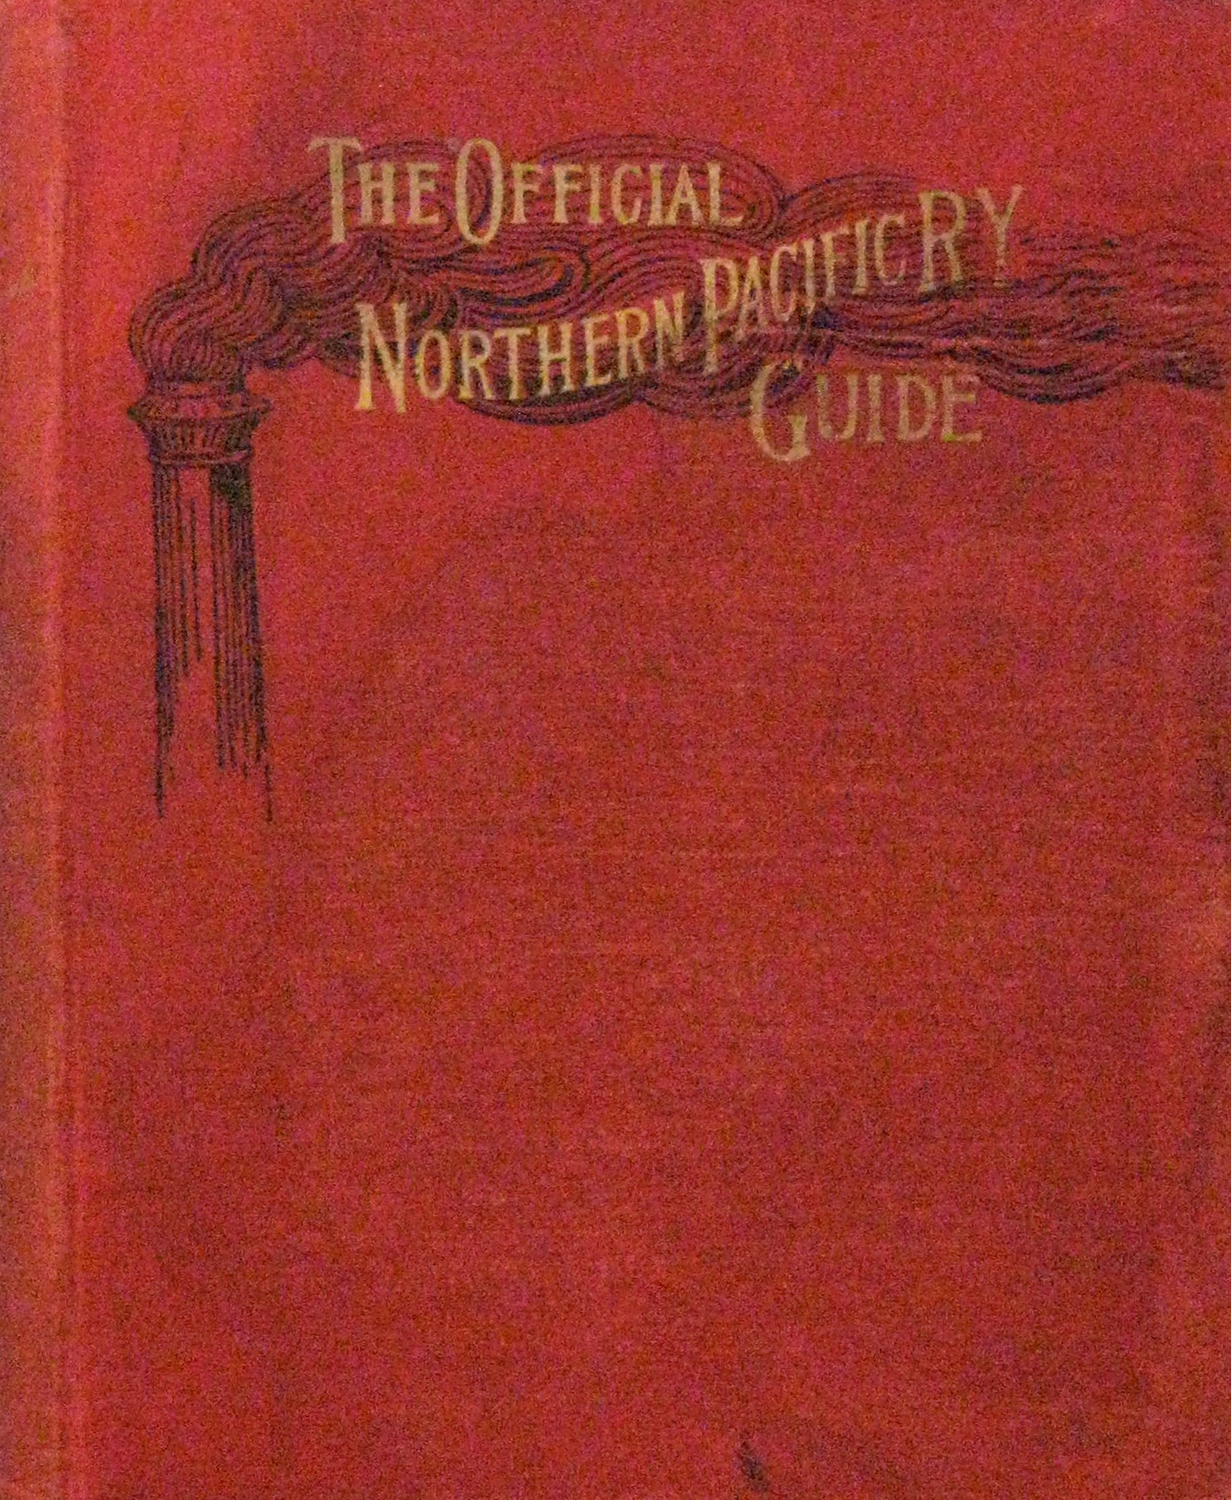 THE OFFICIAL
NORTHERN PACIFIC RY
GUIDE